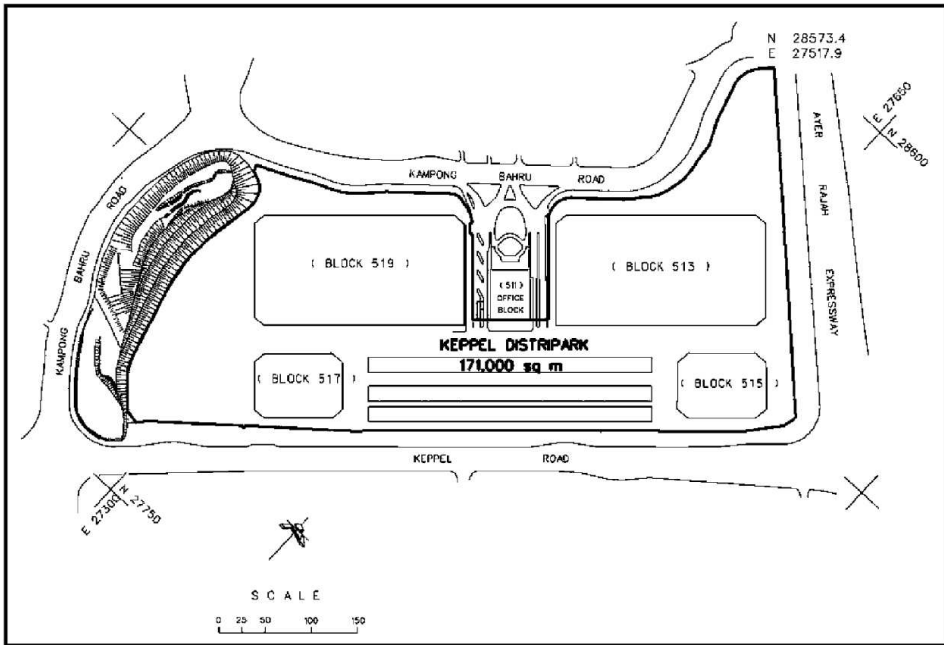 N 28573.4
E 27517.9
E 27650
N 28600
AYER RAJAH EXPRESSWAY
KAMPONG BAHRU ROAD
KAMPONG BAHRU ROAD
( BLOCK 519 )
( BLOCK 513 )
( 511 )
OFFICE
BLOCK
KEPPEL DISTRIPARK
171,000 sq m
( BLOCK 517 )
( BLOCK 515 )
KEPPEL ROAD
E 27300
N 27750
SCALE
0 25 50 100 150